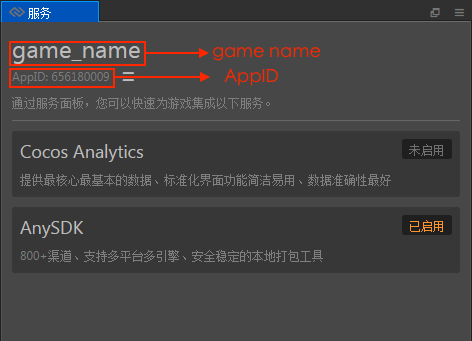 服务
game_name
game name
AppID: 656180009
AppID
通过服务面板，您可以快速为游戏集成以下服务。
Cocos Analytics
未启用
提供最核心最基本的数据、标准化界面功能简洁易用、数据准确性最好
AnySDK
已启用
800+渠道、支持多平台多引擎、安全稳定的本地打包工具